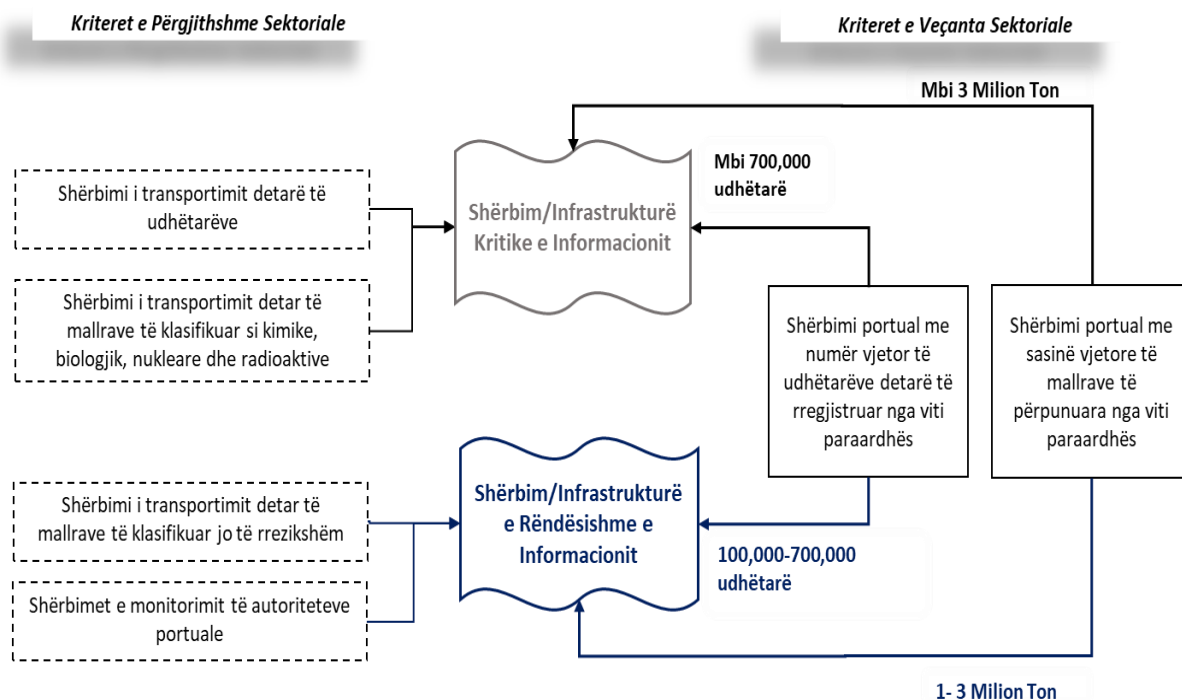 Kriteret e Përgjithshme Sektoriale
Kriteret e Veçanta Sektoriale
Mbi 3 Milion Ton
Shërbimi i transportimit detarë të
udhëtarëve
Shërbim/Infrastrukturë
Kritike e Informacionit
Mbi 700,000
udhëtarë
Shërbimi i transportimit detar të
mallrave të klasifikuar si kimike,
biologjik, nukleare dhe radioaktive
Shërbimi portual me
numër vjetor të
udhëtarëve detarë të
rregjistruar nga viti
paraardhës
Shërbimi portual me
sasinë vjetore të
mallrave të
përpunuara nga viti
paraardhës
Shërbimi i transportimit detar të
mallrave të klasifikuar jo të rrezikshëm
Shërbimet e monitorimit të autoriteteve
portuale
Shërbim/Infrastrukturë
e Rëndësishme e
Informacionit
100,000-700,000
udhëtarë
1- 3 Milion Ton